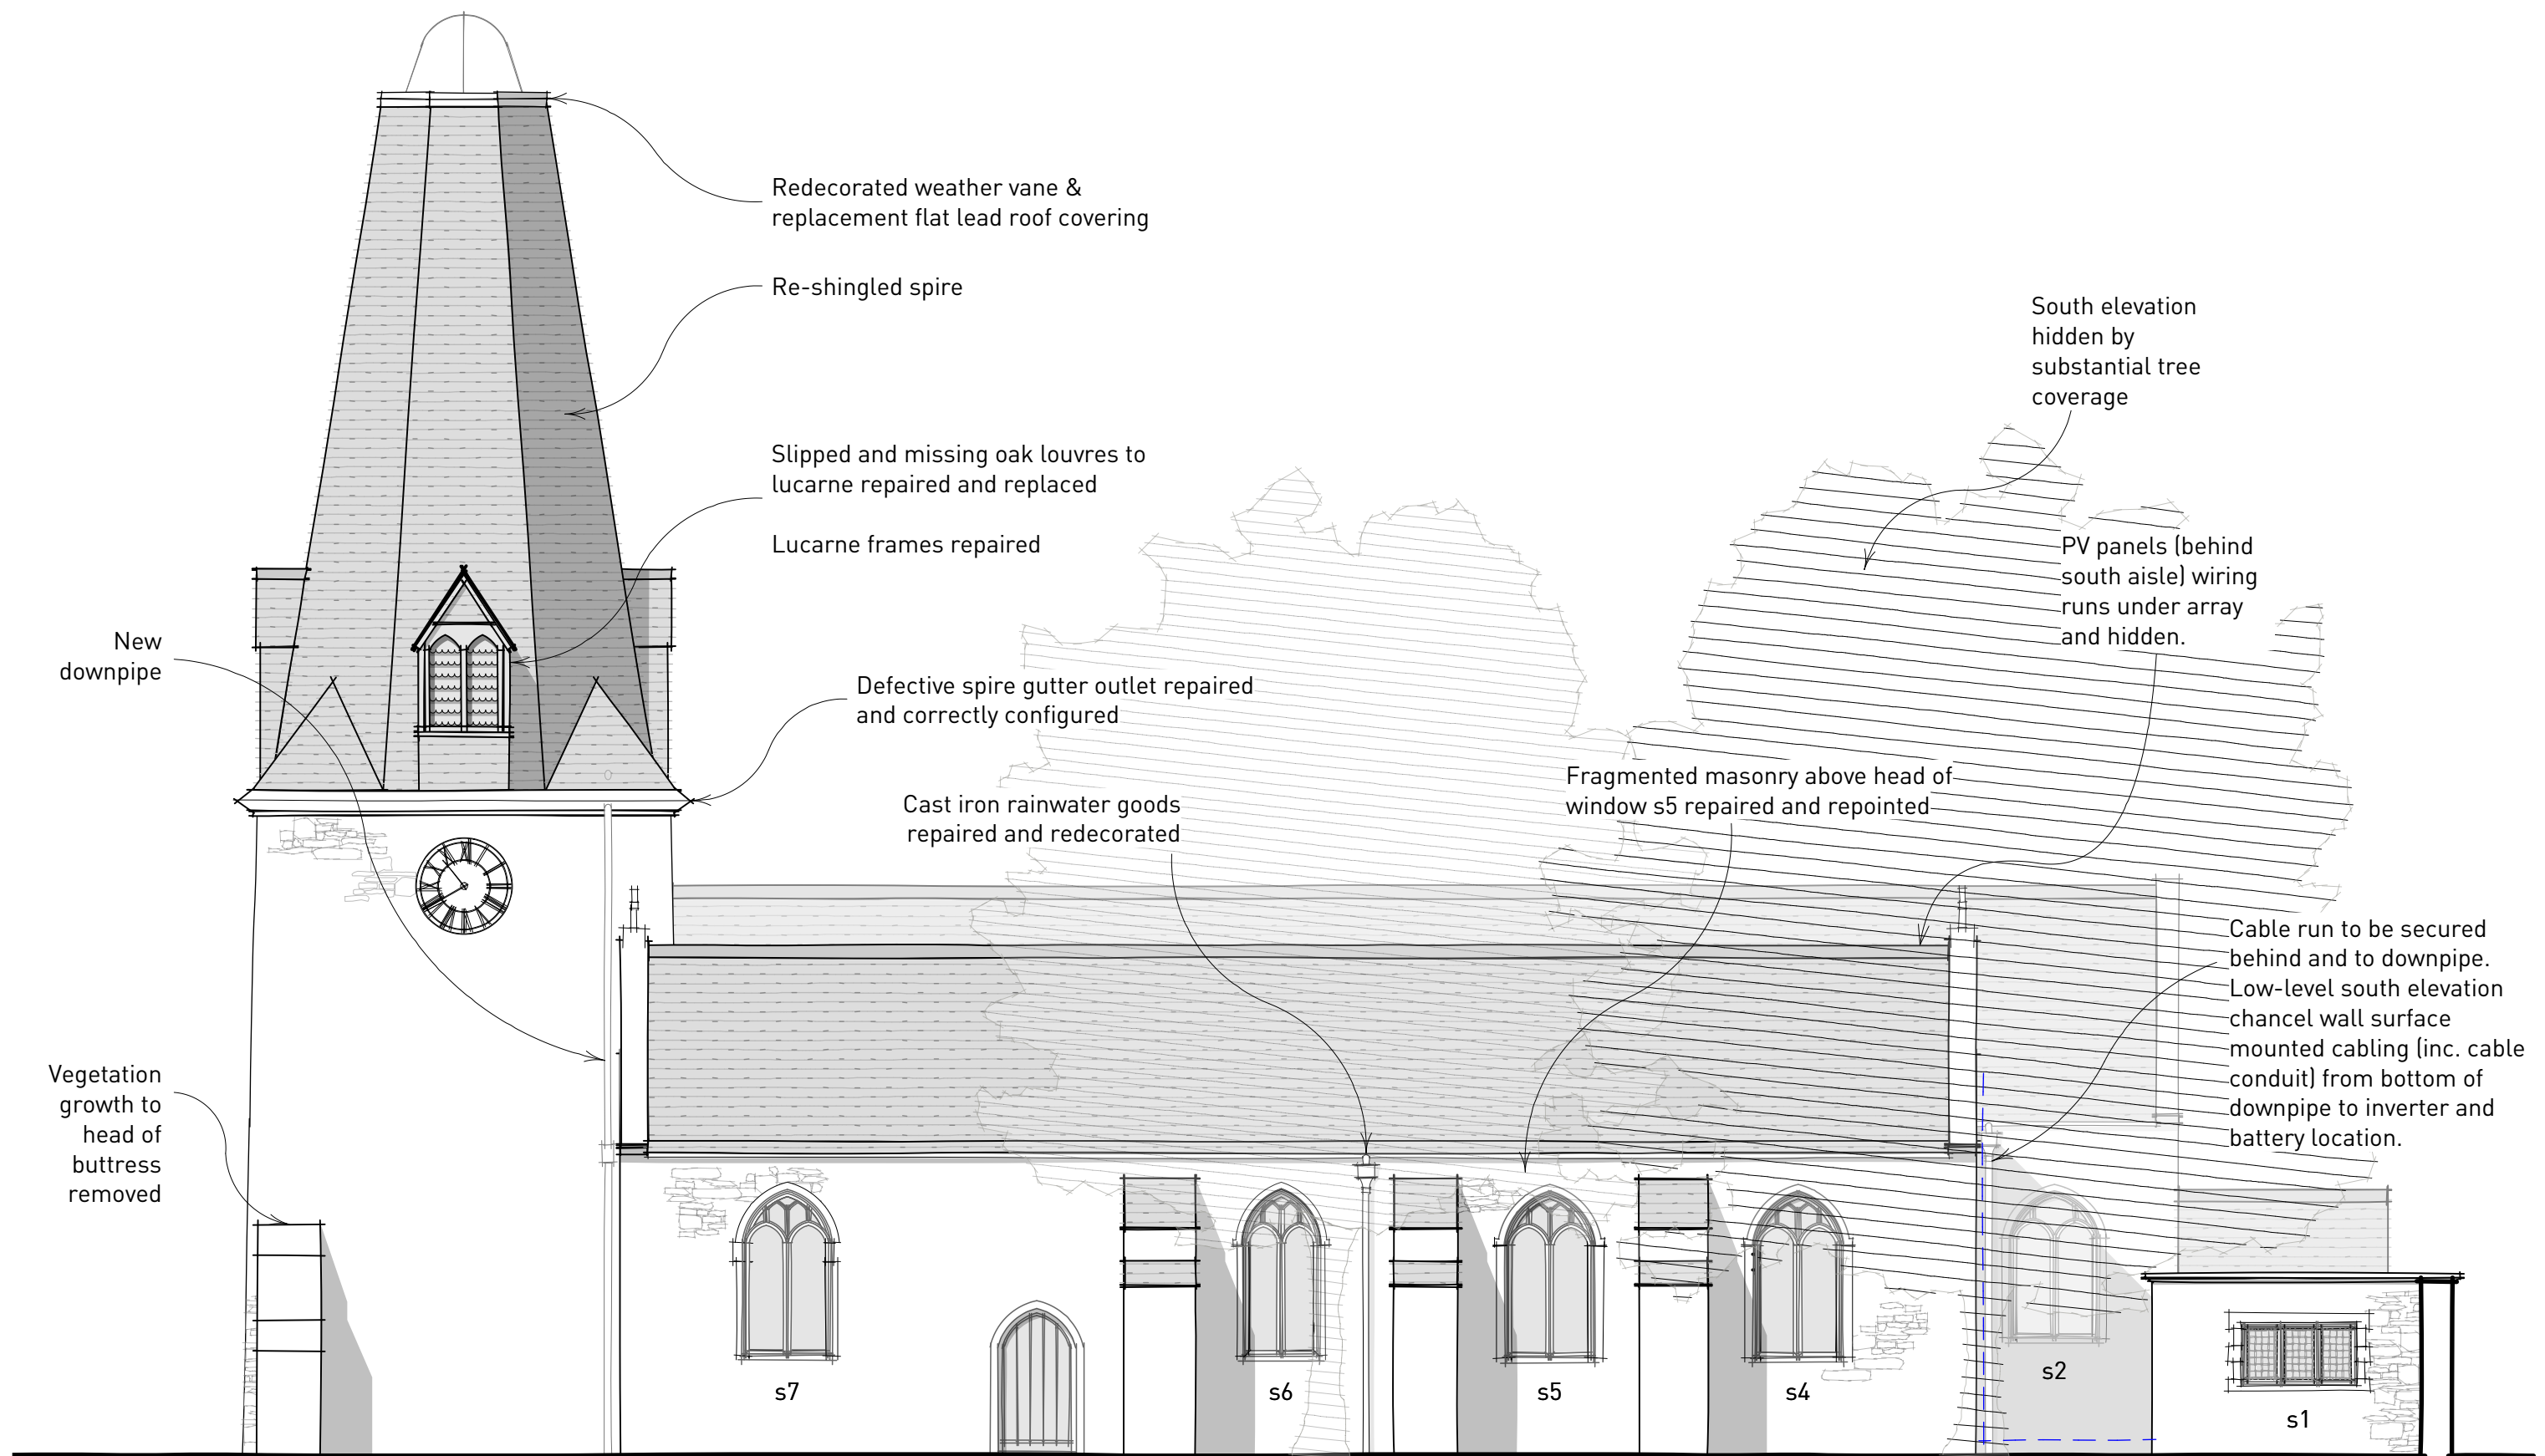 Redecorated weather vane &
replacement flat lead roof covering
Re-shingled spire
Slipped and missing oak louvres to
lucarne repaired and replaced
Lucarne frames repaired
South elevation
hidden by
substantial tree
coverage
PV panels (behind
south aisle) wiring
runs under array
and hidden.
New
downpipe
Defective spire gutter outlet repaired
and correctly configured
Cast iron rainwater goods
repaired and redecorated
Fragmented masonry above head of
window s5 repaired and repointed
Cable run to be secured
behind and to downpipe.
Low-level south elevation
chancel wall surface
mounted cabling (inc. cable
conduit) from bottom of
downpipe to inverter and
battery location.
Vegetation
growth to
head of
buttress
removed
s7
s6
s5
s4
s2
s1